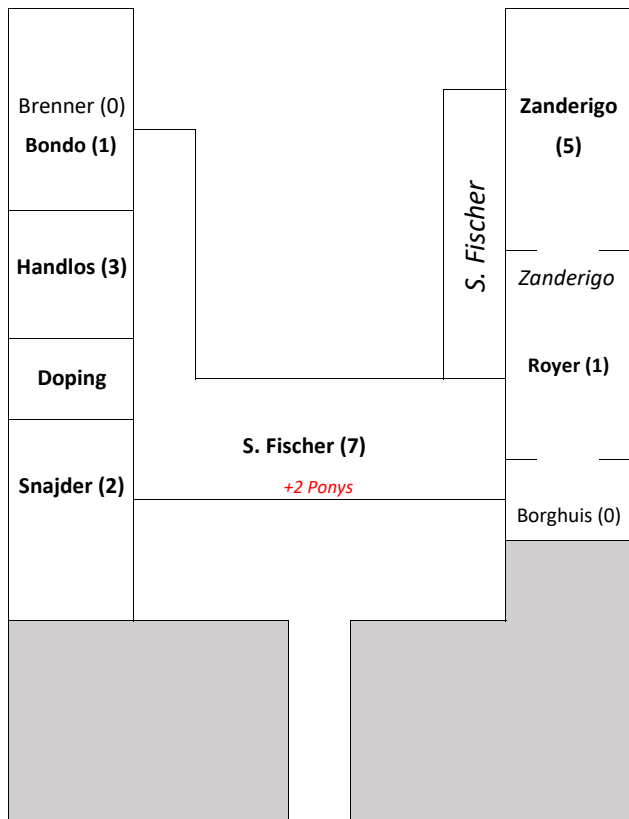 Brenner (0)
Bondo (1)
Handlos (3)
Doping
Snajder (2)
S. Fischer (7)
+2 Ponys
S. Fischer
Zanderigo
(5)
Zanderigo
Royer (1)
Borghuis (0)